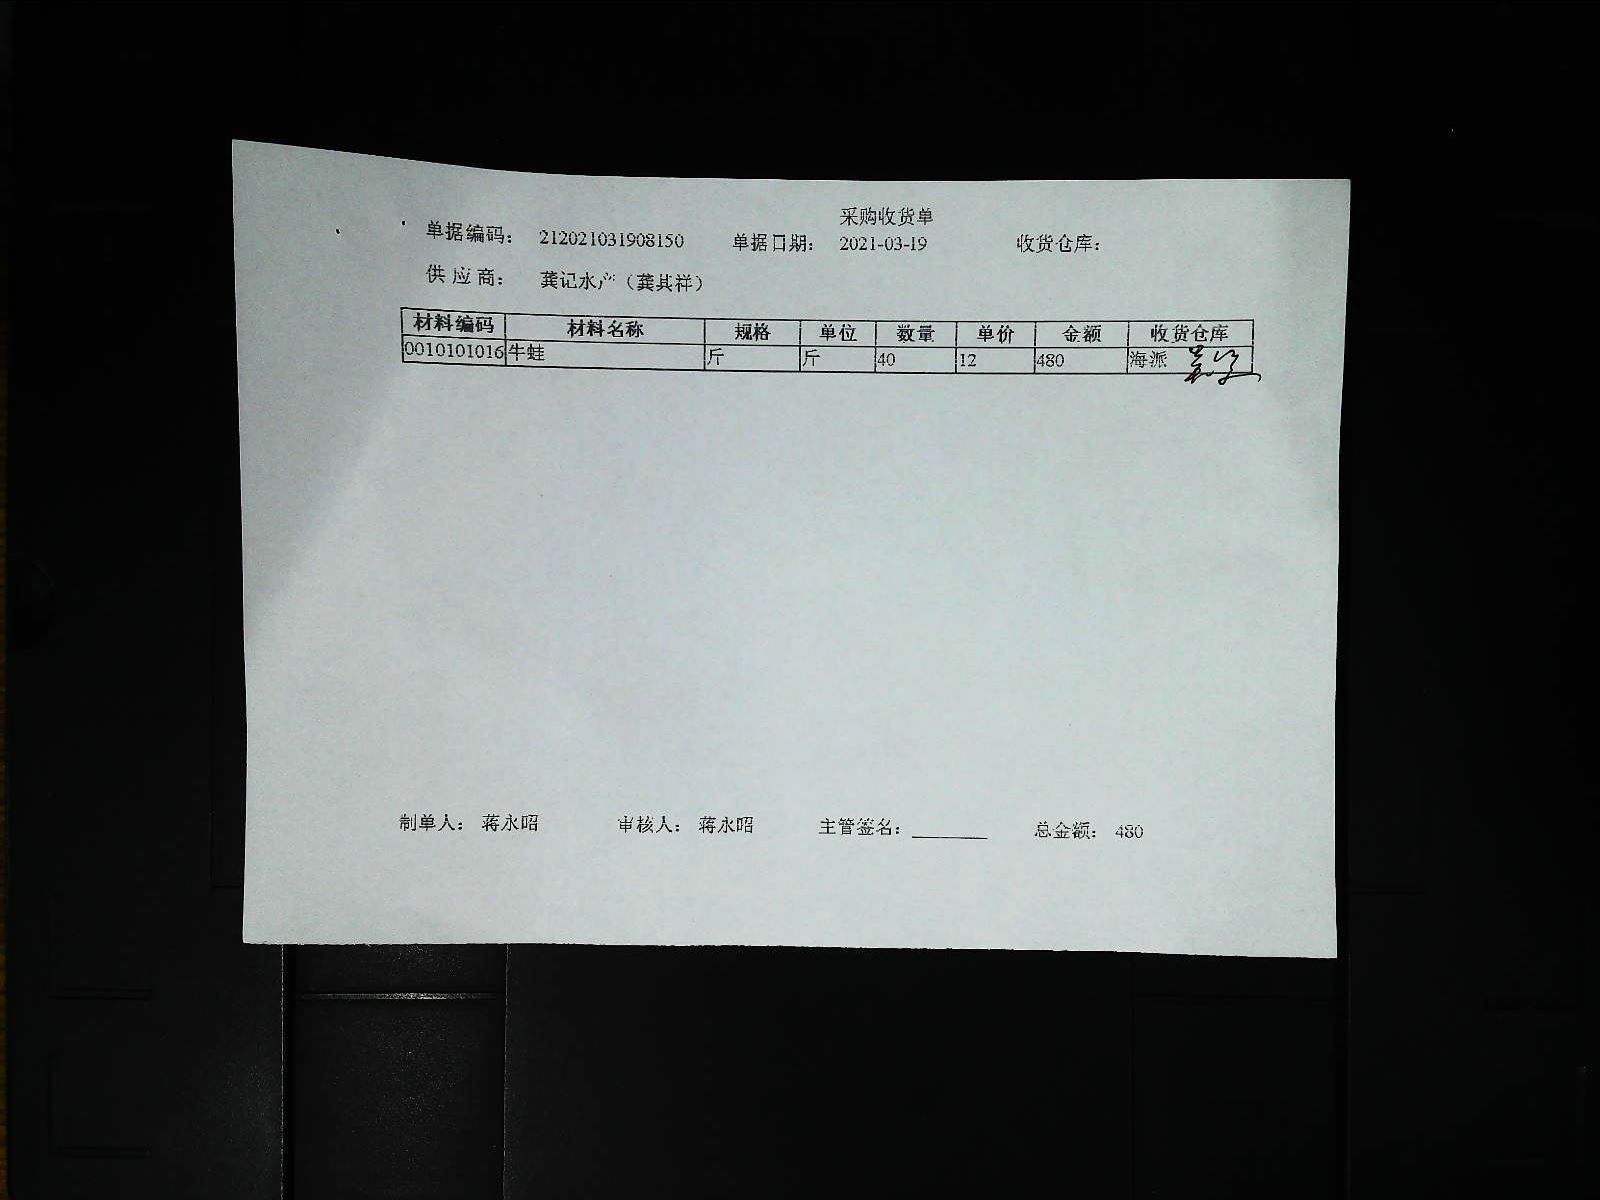 采购收货单
单据编码： 212021031908150 单据日期： 2021-03-19 收货仓库：
供 应 商： 龚记水产（龚其祥）
材料编码 材料名称 规格 单位 数量 单价 金额 收货仓库
0010101016 牛蛙 斤 斤 40 12 480 海派
制单人： 蒋永昭 审核人： 蒋永昭 主管签名： 总金额： 480